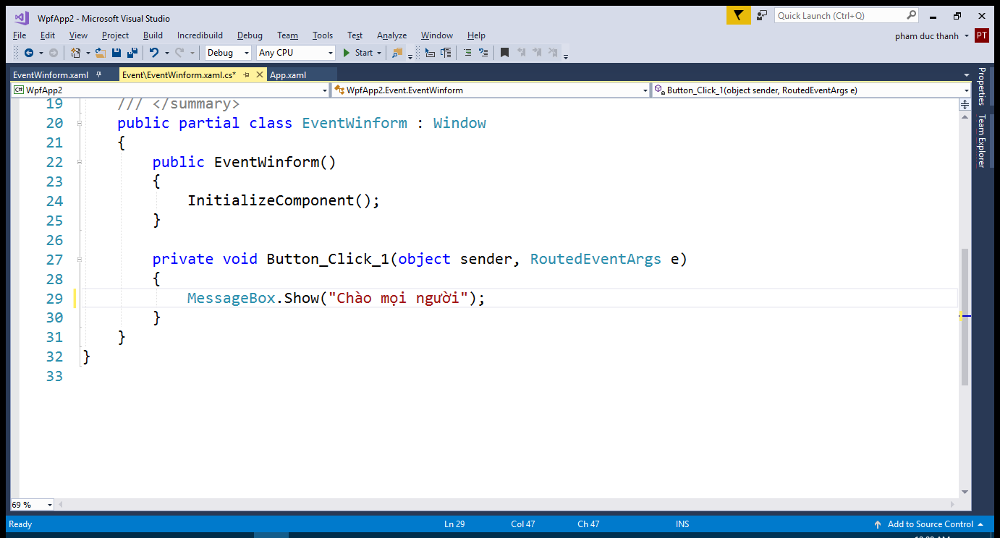 WpfApp2 - Microsoft Visual Studio
Quick Launch (Ctrl+Q)
File Edit View Project Build Incredibuild Debug Team Tools Test Analyze Window Help
pham duc thanh PT
Debug Any CPU Start
EventWinform.xaml Event\EventWinform.xaml.cs* App.xaml
C# WpfApp2 WpfApp2.Event.EventWinform Button_Click_1(object sender, RoutedEventArgs e)
Properties
Team Explorer
19 /// </summary>
20 public partial class EventWinform : Window
21 {
22 public EventWinform()
23 {
24 InitializeComponent();
25 }
26
27 private void Button_Click_1(object sender, RoutedEventArgs e)
28 {
29 MessageBox.Show("Chào mọi người");
30 }
31 }
32 }
33
69 %
Ready Ln 29 Col 47 Ch 47 INS Add to Source Control